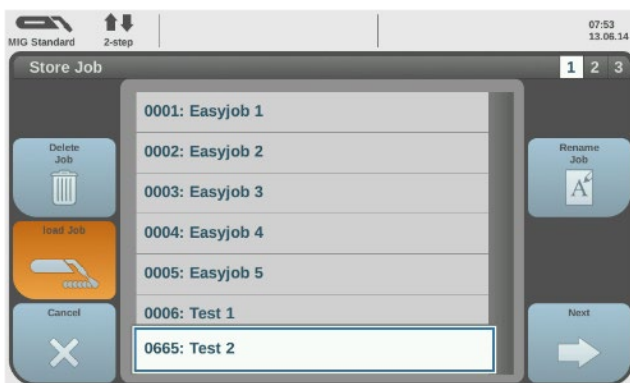 07:53
MIG Standard 2-step 13.06.14
Store Job 1 2 3
0001: Easyjob 1
Delete
Job
0002: Easyjob 2
Rename
Job
0003: Easyjob 3
A
load Job
0004: Easyjob 4
0005: Easyjob 5
Cancel
0006: Test 1
Next
0665: Test 2